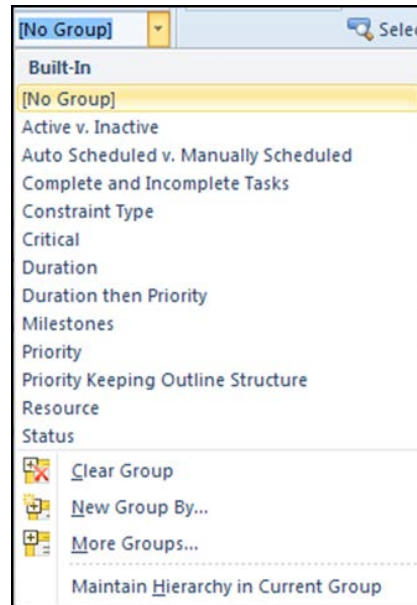 [No Group]
Built-In
[No Group]
Active v. Inactive
Auto Scheduled v. Manually Scheduled
Complete and Incomplete Tasks
Constraint Type
Critical
Duration
Duration then Priority
Milestones
Priority
Priority Keeping Outline Structure
Resource
Status
Clear Group
New Group By...
More Groups...
Maintain Hierarchy in Current Group